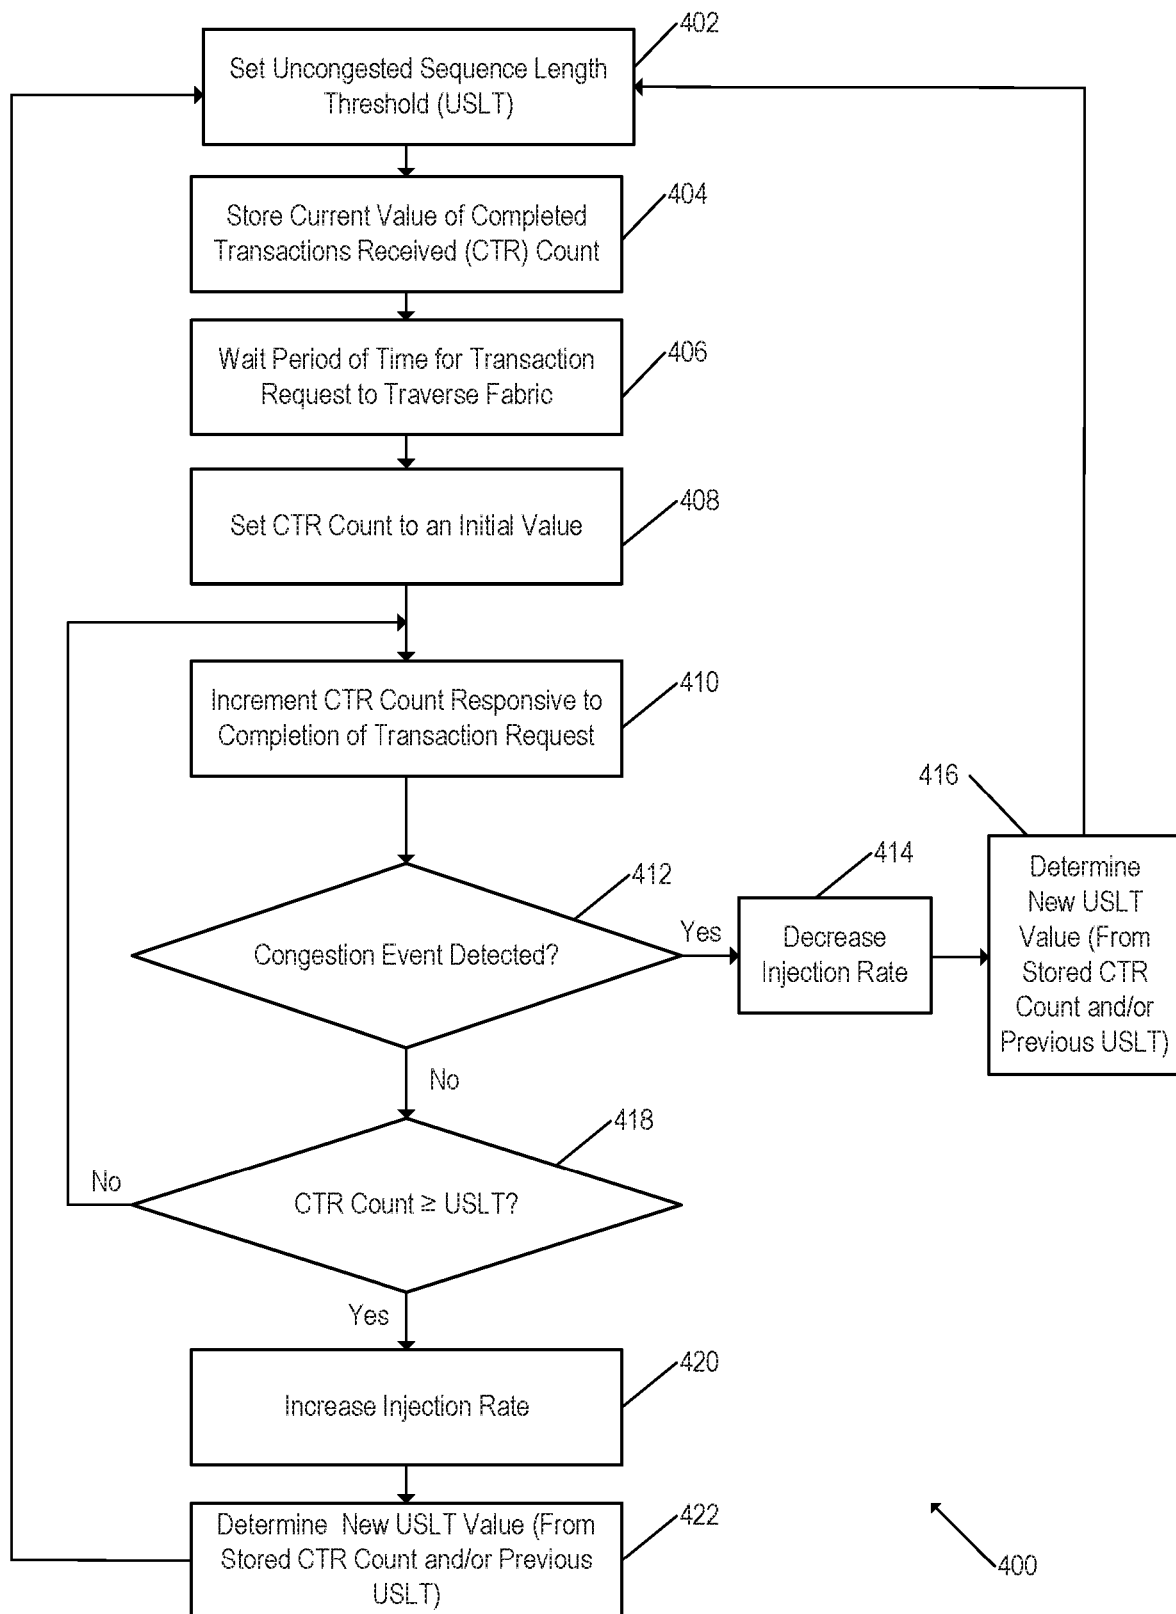 402
Set Uncongested Sequence Length
Threshold (USLT)
404
Store Current Value of Completed
Transactions Received (CTR) Count
406
Wait Period of Time for Transaction
Request to Traverse Fabric
408
Set CTR Count to an Initial Value
410
Increment CTR Count Responsive to
Completion of Transaction Request
412
Congestion Event Detected?
Yes
414
Decrease
Injection Rate
416
Determine
New USLT
Value (From
Stored CTR
Count and/or
Previous USLT)
No
418
CTR Count ≥ USLT?
No
Yes
420
Increase Injection Rate
422
Determine New USLT Value (From
Stored CTR Count and/or Previous
USLT)
400